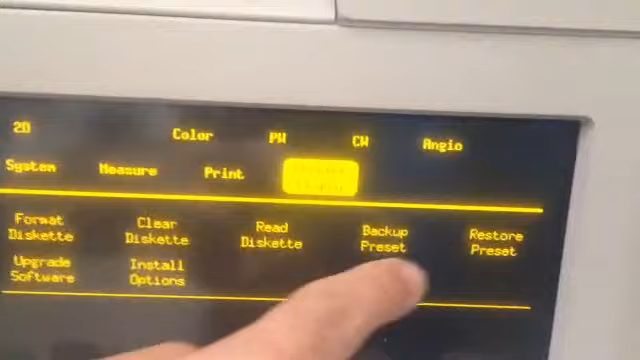 2D Color PW CW Angio
System Measure Print
Format Diskette
Clear Diskette
Read Diskette
Backup Preset
Restore Preset
Upgrade Software
Install Options